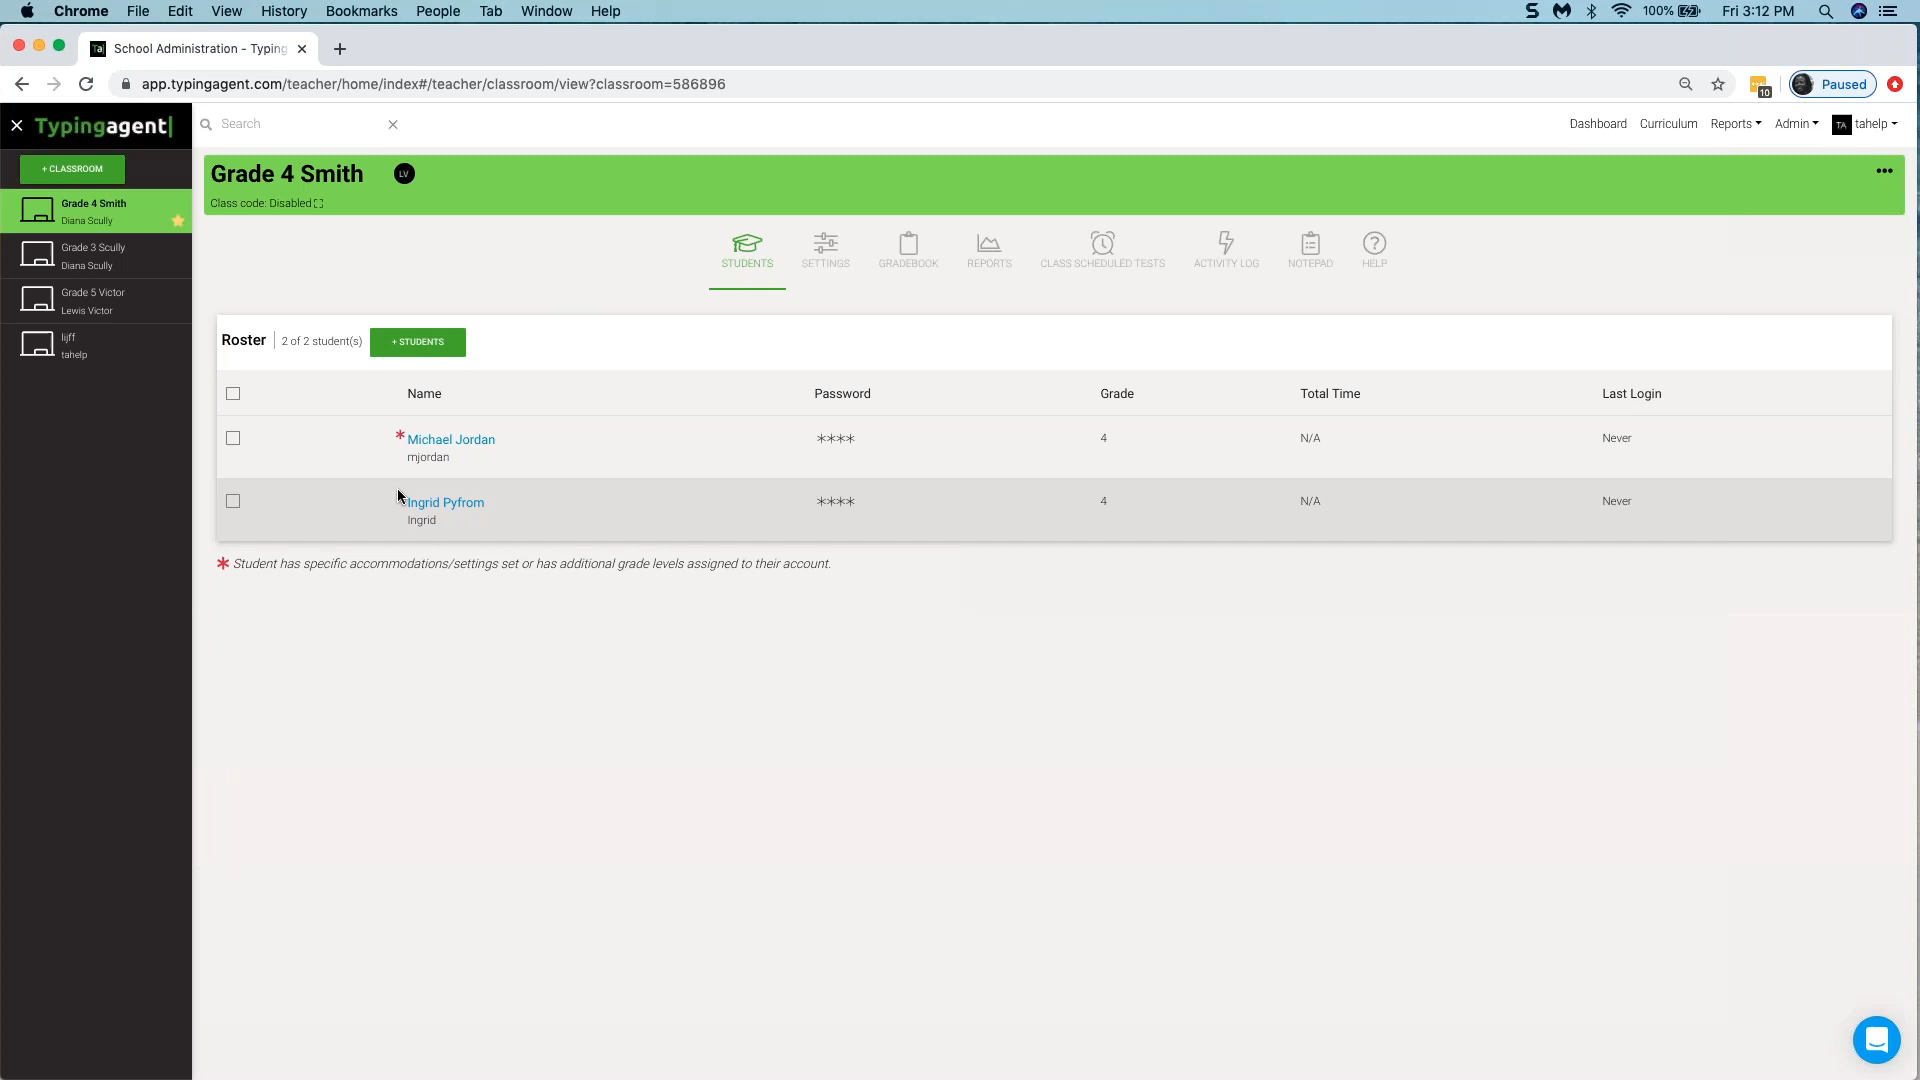 Chrome File Edit View History Bookmarks People Tab Window Help
100% Fri 3:12 PM
Ta School Administration - Typing
app.typingagent.com/teacher/home/index#/teacher/classroom/view?classroom=586896
10
Paused
Typingagent
Search
Dashboard Curriculum Reports Admin TA tahelp
+ CLASSROOM
Grade 4 Smith
Diana Scully
Grade 3 Scully
Diana Scully
Grade 5 Victor
Lewis Victor
lijff
tahelp
Grade 4 Smith LV
Class code: Disabled
STUDENTS SETTINGS GRADEBOOK REPORTS CLASS SCHEDULED TESTS ACTIVITY LOG NOTEPAD HELP
Roster 2 of 2 student(s) + STUDENTS
Name Password Grade Total Time Last Login
* Michael Jordan **** 4 N/A Never
mjordan
Ingrid Pyfrom **** 4 N/A Never
Ingrid
* Student has specific accommodations/settings set or has additional grade levels assigned to their account.